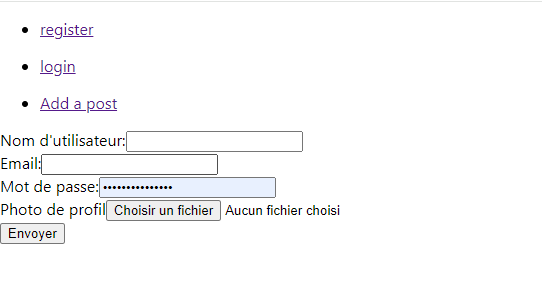 register
login
Add a post
Nom d'utilisateur:
Email:
Mot de passe:•••••••••••••••
Photo de profil Choisir un fichier Aucun fichier choisi
Envoyer